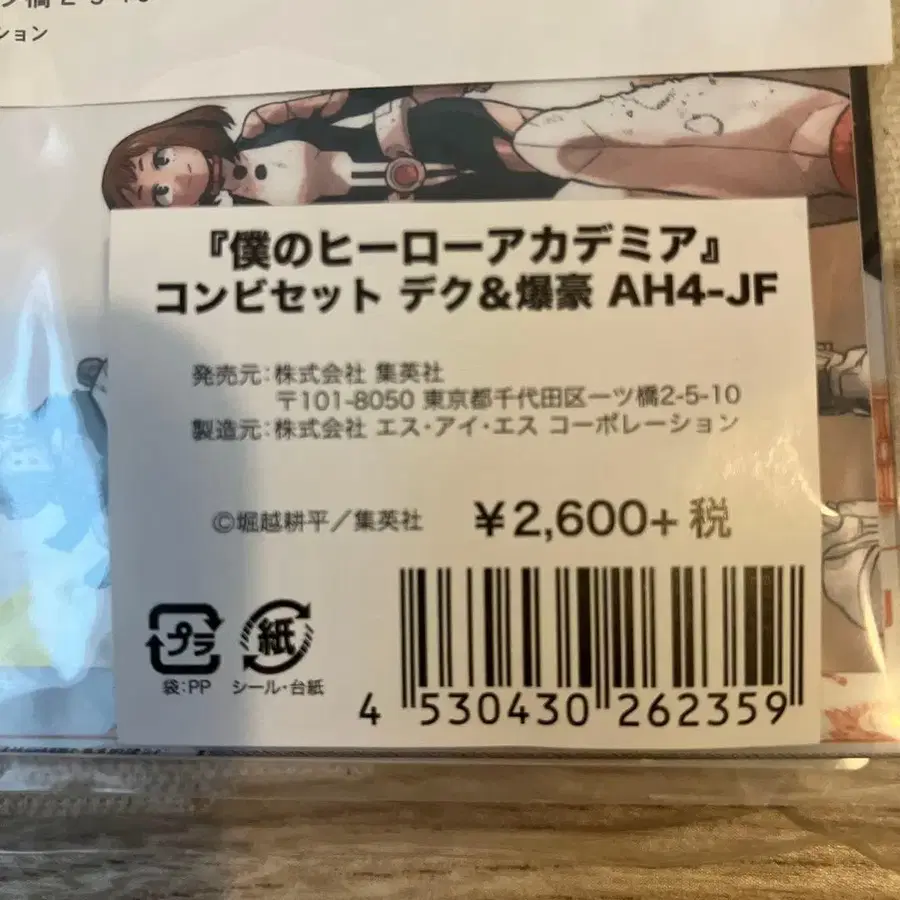 ション
『僕のヒーローアカデミア』
コンビセット デク&爆豪 AH4-JF
発売元:株式会社 集英社
〒101-8050 東京都千代田区一ツ橋2-5-10
製造元:株式会社 エス・アイ・エス コーポレーション
©堀越耕平/集英社 ¥2,600+税
プラ 紙
袋:PP シール・台紙
4 530430 262359